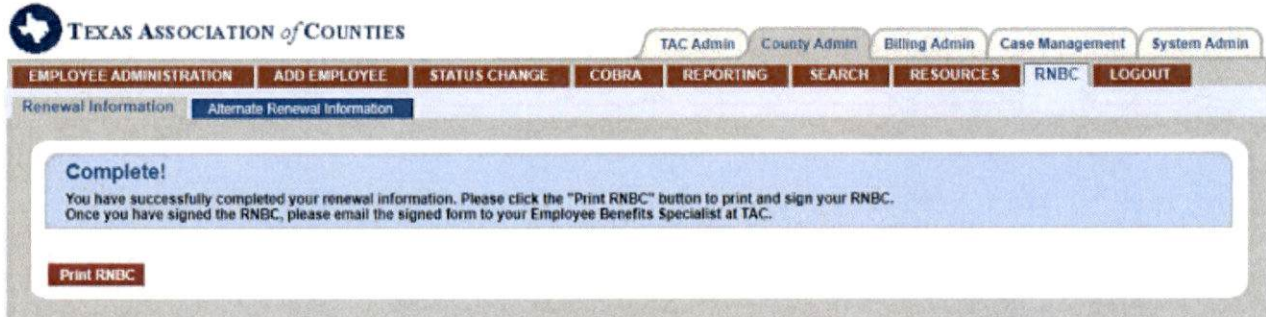 TEXAS ASSOCIATION of COUNTIES
TAC Admin County Admin Billing Admin Case Management System Admin
EMPLOYEE ADMINISTRATION ADD EMPLOYEE STATUS CHANGE COBRA REPORTING SEARCH RESOURCES RNBC LOGOUT
Renewal Information Alternate Renewal Information
Complete!
You have successfully completed your renewal information. Please click the "Print RNBC" button to print and sign your RNBC.
Once you have signed the RNBC, please email the signed form to your Employee Benefits Specialist at TAC.
Print RNBC